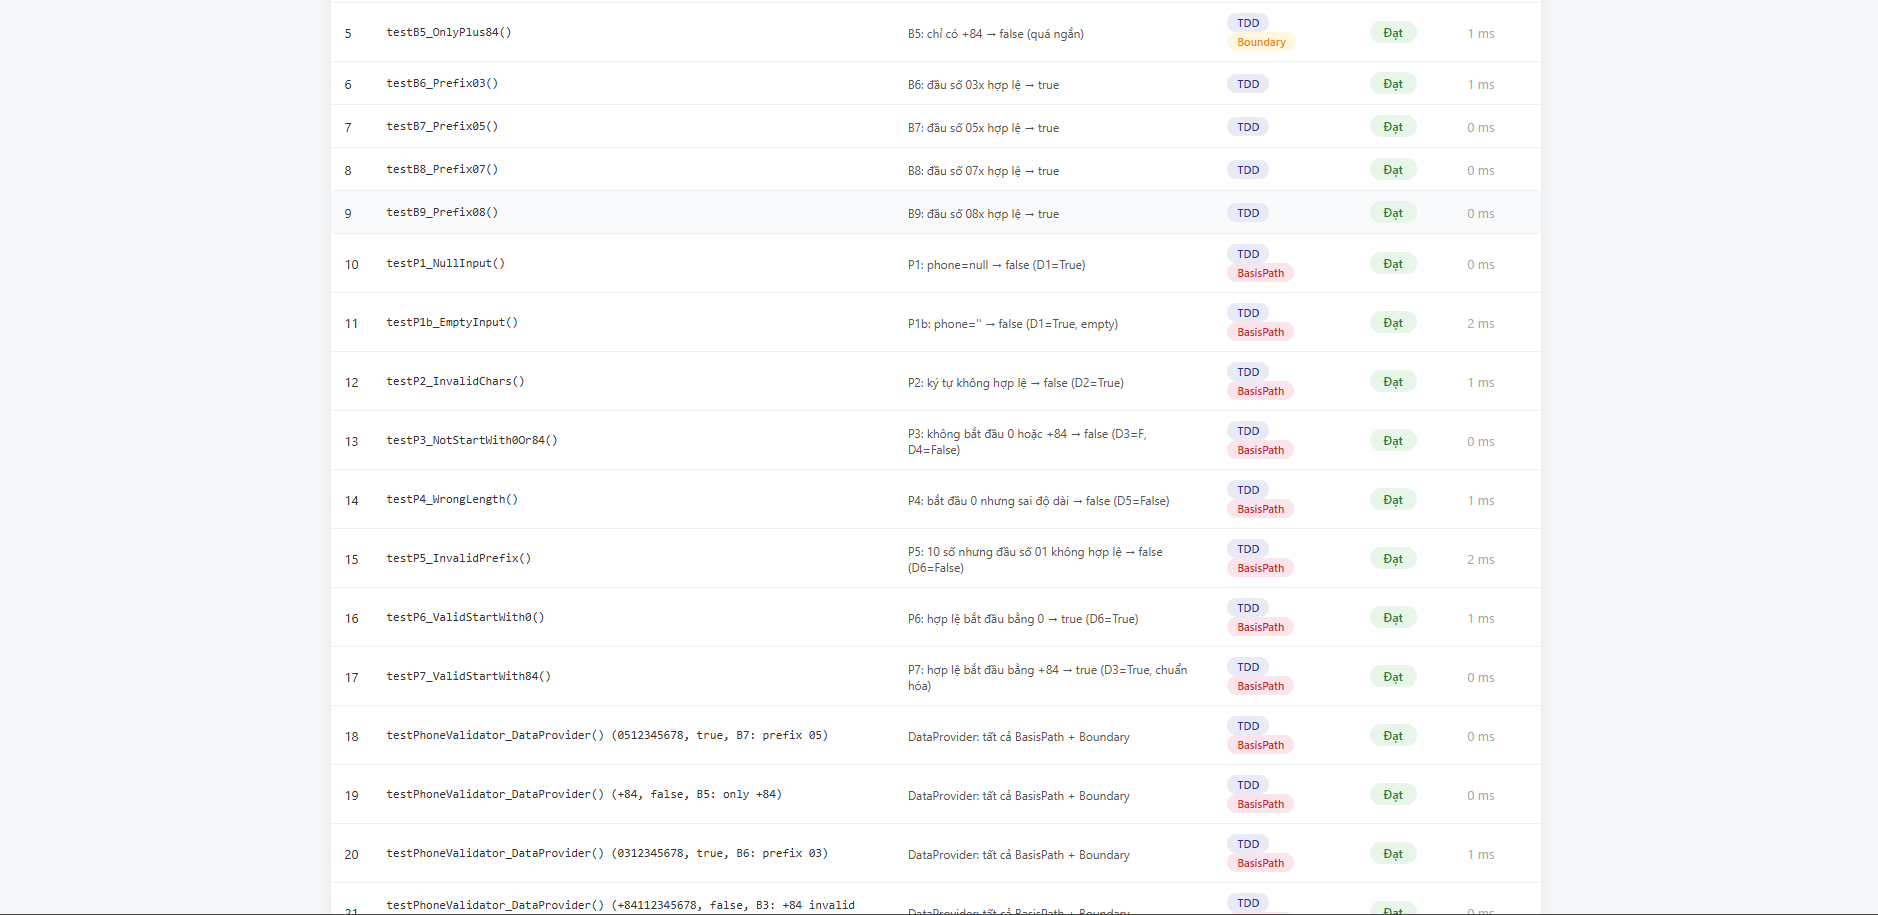 5 testB5_OnlyPlus84() B5: chỉ có +84 → false (quá ngắn) TDD Đạt 1 ms
Boundary
6 testB6_Prefix03() B6: đầu số 03x hợp lệ → true TDD Đạt 1 ms
7 testB7_Prefix05() B7: đầu số 05x hợp lệ → true TDD Đạt 0 ms
8 testB8_Prefix07() B8: đầu số 07x hợp lệ → true TDD Đạt 0 ms
9 testB9_Prefix08() B9: đầu số 08x hợp lệ → true TDD Đạt 0 ms
10 testP1_NullInput() P1: phone=null → false (D1=True) TDD Đạt 0 ms
BasisPath
11 testP1b_EmptyInput() P1b: phone='' → false (D1=True, empty) TDD Đạt 2 ms
BasisPath
12 testP2_InvalidChars() P2: ký tự không hợp lệ → false (D2=True) TDD Đạt 1 ms
BasisPath
13 testP3_NotStartWith0Or84() P3: không bắt đầu 0 hoặc +84 → false (D3=F, TDD Đạt 0 ms
D4=False) BasisPath
14 testP4_WrongLength() P4: bắt đầu 0 nhưng sai độ dài → false (D5=False) TDD Đạt 1 ms
BasisPath
15 testP5_InvalidPrefix() P5: 10 số nhưng đầu số 01 không hợp lệ → false TDD Đạt 2 ms
(D6=False) BasisPath
16 testP6_ValidStartWith0() P6: hợp lệ bắt đầu bằng 0 → true (D6=True) TDD Đạt 1 ms
BasisPath
17 testP7_ValidStartWith84() P7: hợp lệ bắt đầu bằng +84 → true (D3=True, chuẩn TDD Đạt 0 ms
hóa) BasisPath
18 testPhoneValidator_DataProvider() (0512345678, true, B7: prefix 05) DataProvider: tất cả BasisPath + Boundary TDD Đạt 0 ms
BasisPath
19 testPhoneValidator_DataProvider() (+84, false, B5: only +84) DataProvider: tất cả BasisPath + Boundary TDD Đạt 0 ms
BasisPath
20 testPhoneValidator_DataProvider() (0312345678, true, B6: prefix 03) DataProvider: tất cả BasisPath + Boundary TDD Đạt 1 ms
BasisPath
21 testPhoneValidator_DataProvider() (+84112345678, false, B3: +84 invalid DataProvider: tất cả BasisPath + Boundary TDD Đạt 0 ms